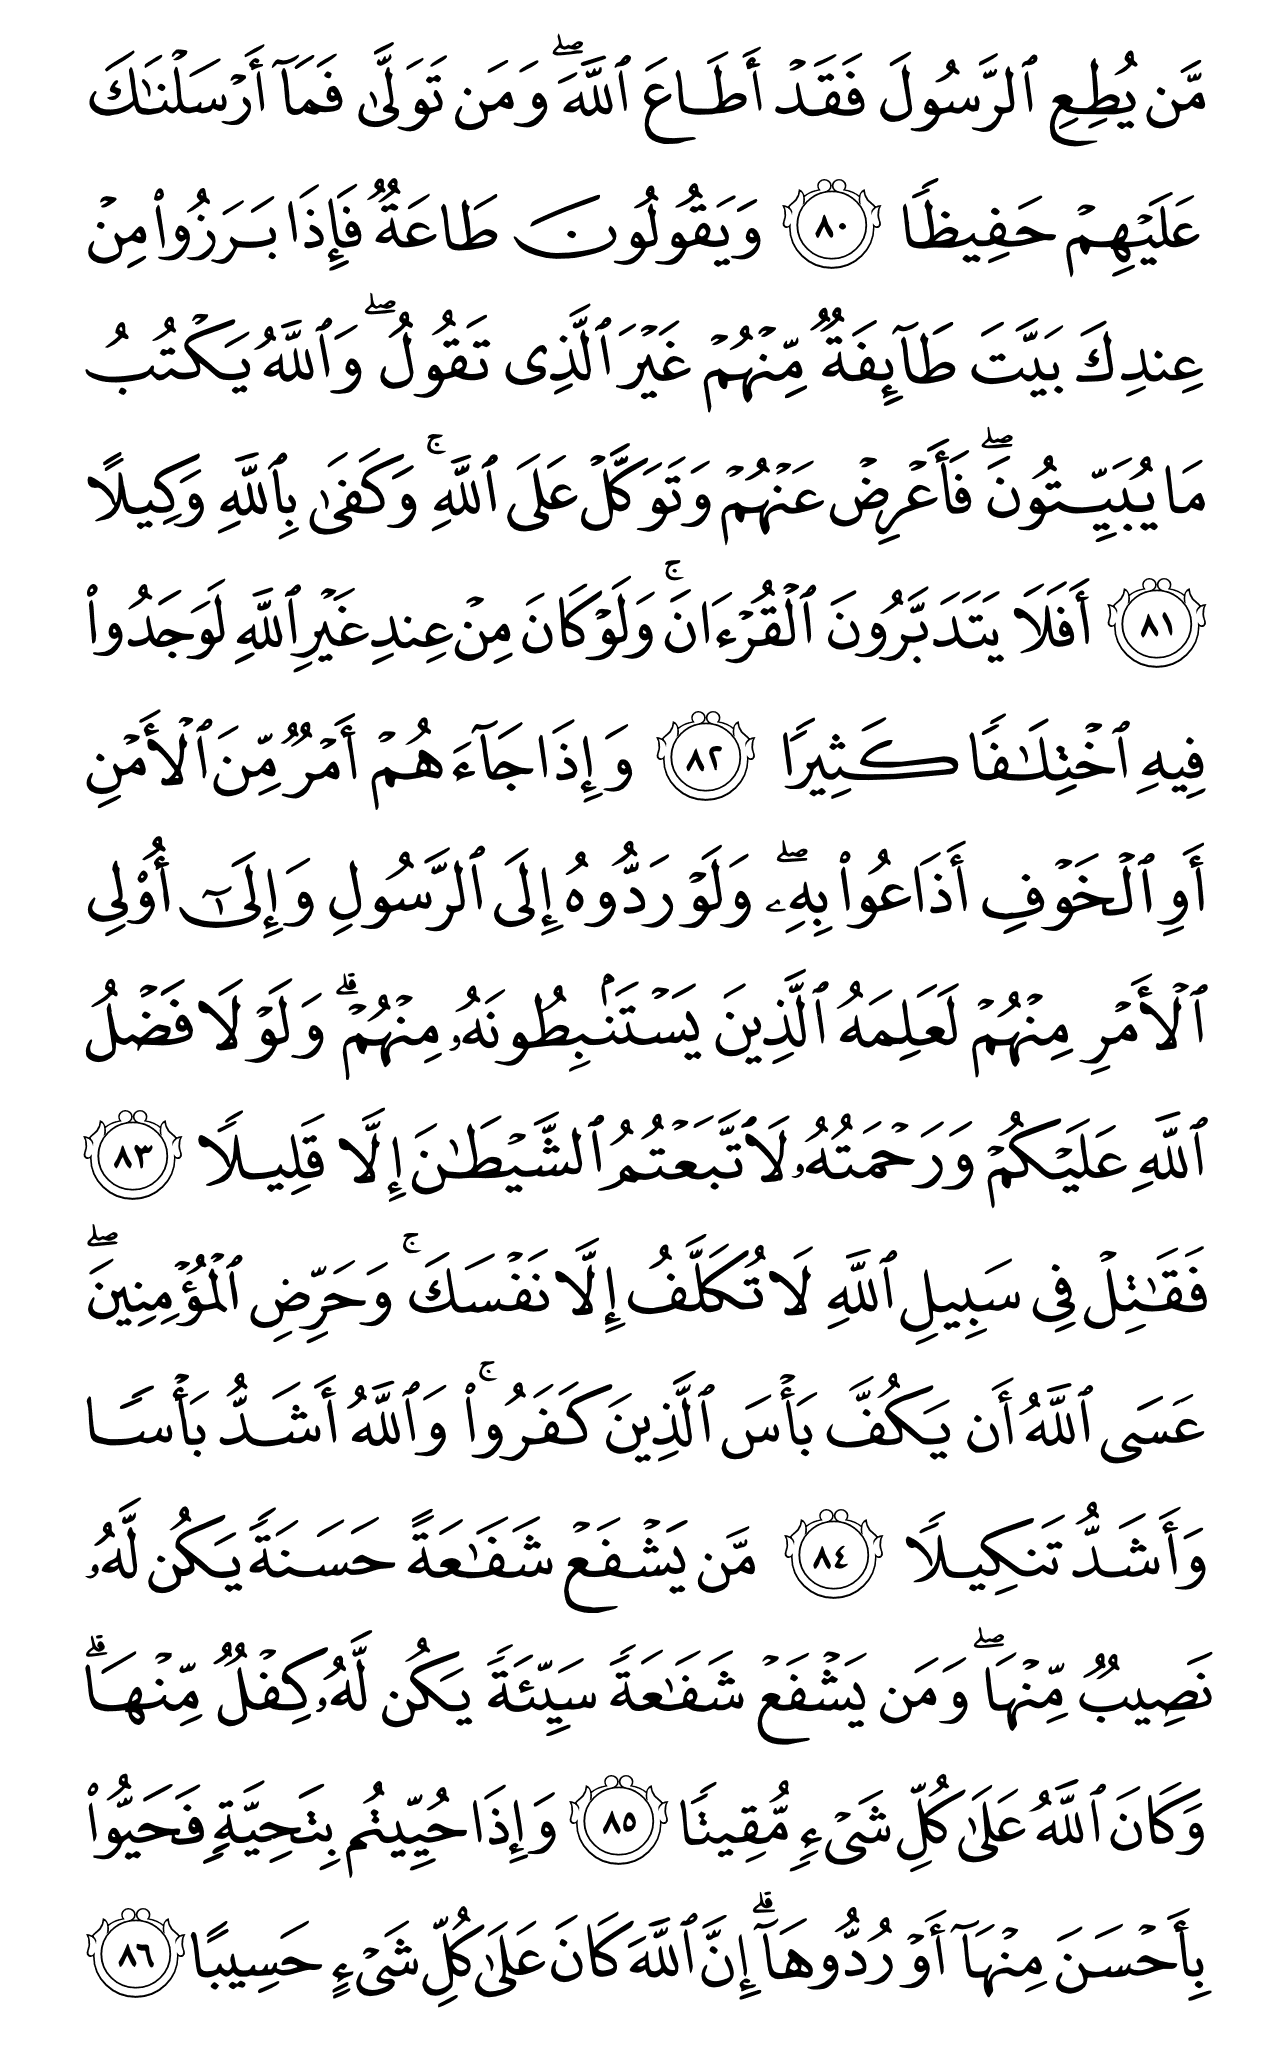 مَّن يُطِعِ ٱلرَّسُولَ فَقَدۡ أَطَاعَ ٱللَّهَۖ وَمَن تَوَلَّىٰ فَمَآ أَرۡسَلۡنَٰكَ
عَلَيۡهِمۡ حَفِيظٗا ٨٠ وَيَقُولُونَ طَاعَةٞ فَإِذَا بَرَزُواْ مِنۡ
عِندِكَ بَيَّتَ طَآئِفَةٞ مِّنۡهُمۡ غَيۡرَ ٱلَّذِي تَقُولُۖ وَٱللَّهُ يَكۡتُبُ
مَا يُبَيِّتُونَۖ فَأَعۡرِضۡ عَنۡهُمۡ وَتَوَكَّلۡ عَلَى ٱللَّهِۚ وَكَفَىٰ بِٱللَّهِ وَكِيلًا
٨١ أَفَلَا يَتَدَبَّرُونَ ٱلۡقُرۡءَانَۚ وَلَوۡ كَانَ مِنۡ عِندِ غَيۡرِ ٱللَّهِ لَوَجَدُواْ
فِيهِ ٱخۡتِلَٰفٗا كَثِيرٗا ٨٢ وَإِذَا جَآءَهُمۡ أَمۡرٞ مِّنَ ٱلۡأَمۡنِ
أَوِ ٱلۡخَوۡفِ أَذَاعُواْ بِهِۦۖ وَلَوۡ رَدُّوهُ إِلَى ٱلرَّسُولِ وَإِلَىٰٓ أُوْلِي
ٱلۡأَمۡرِ مِنۡهُمۡ لَعَلِمَهُ ٱلَّذِينَ يَسۡتَنۢبِطُونَهُۥ مِنۡهُمۡۗ وَلَوۡلَا فَضۡلُ
ٱللَّهِ عَلَيۡكُمۡ وَرَحۡمَتُهُۥ لَٱتَّبَعۡتُمُ ٱلشَّيۡطَٰنَ إِلَّا قَلِيلٗا ٨٣
فَقَٰتِلۡ فِي سَبِيلِ ٱللَّهِ لَا تُكَلَّفُ إِلَّا نَفۡسَكَۚ وَحَرِّضِ ٱلۡمُؤۡمِنِينَۖ
عَسَى ٱللَّهُ أَن يَكُفَّ بَأۡسَ ٱلَّذِينَ كَفَرُواْۚ وَٱللَّهُ أَشَدُّ بَأۡسٗا
وَأَشَدُّ تَنكِيلٗا ٨٤ مَّن يَشۡفَعۡ شَفَٰعَةً حَسَنَةٗ يَكُن لَّهُۥ
نَصِيبٞ مِّنۡهَاۖ وَمَن يَشۡفَعۡ شَفَٰعَةٗ سَيِّئَةٗ يَكُن لَّهُۥ كِفۡلٞ مِّنۡهَاۗ
وَكَانَ ٱللَّهُ عَلَىٰ كُلِّ شَيۡءٖ مُّقِيتٗا ٨٥ وَإِذَا حُيِّيتُم بِتَحِيَّةٖ فَحَيُّواْ
بِأَحۡسَنَ مِنۡهَآ أَوۡ رُدُّوهَآۗ إِنَّ ٱللَّهَ كَانَ عَلَىٰ كُلِّ شَيۡءٍ حَسِيبًا ٨٦